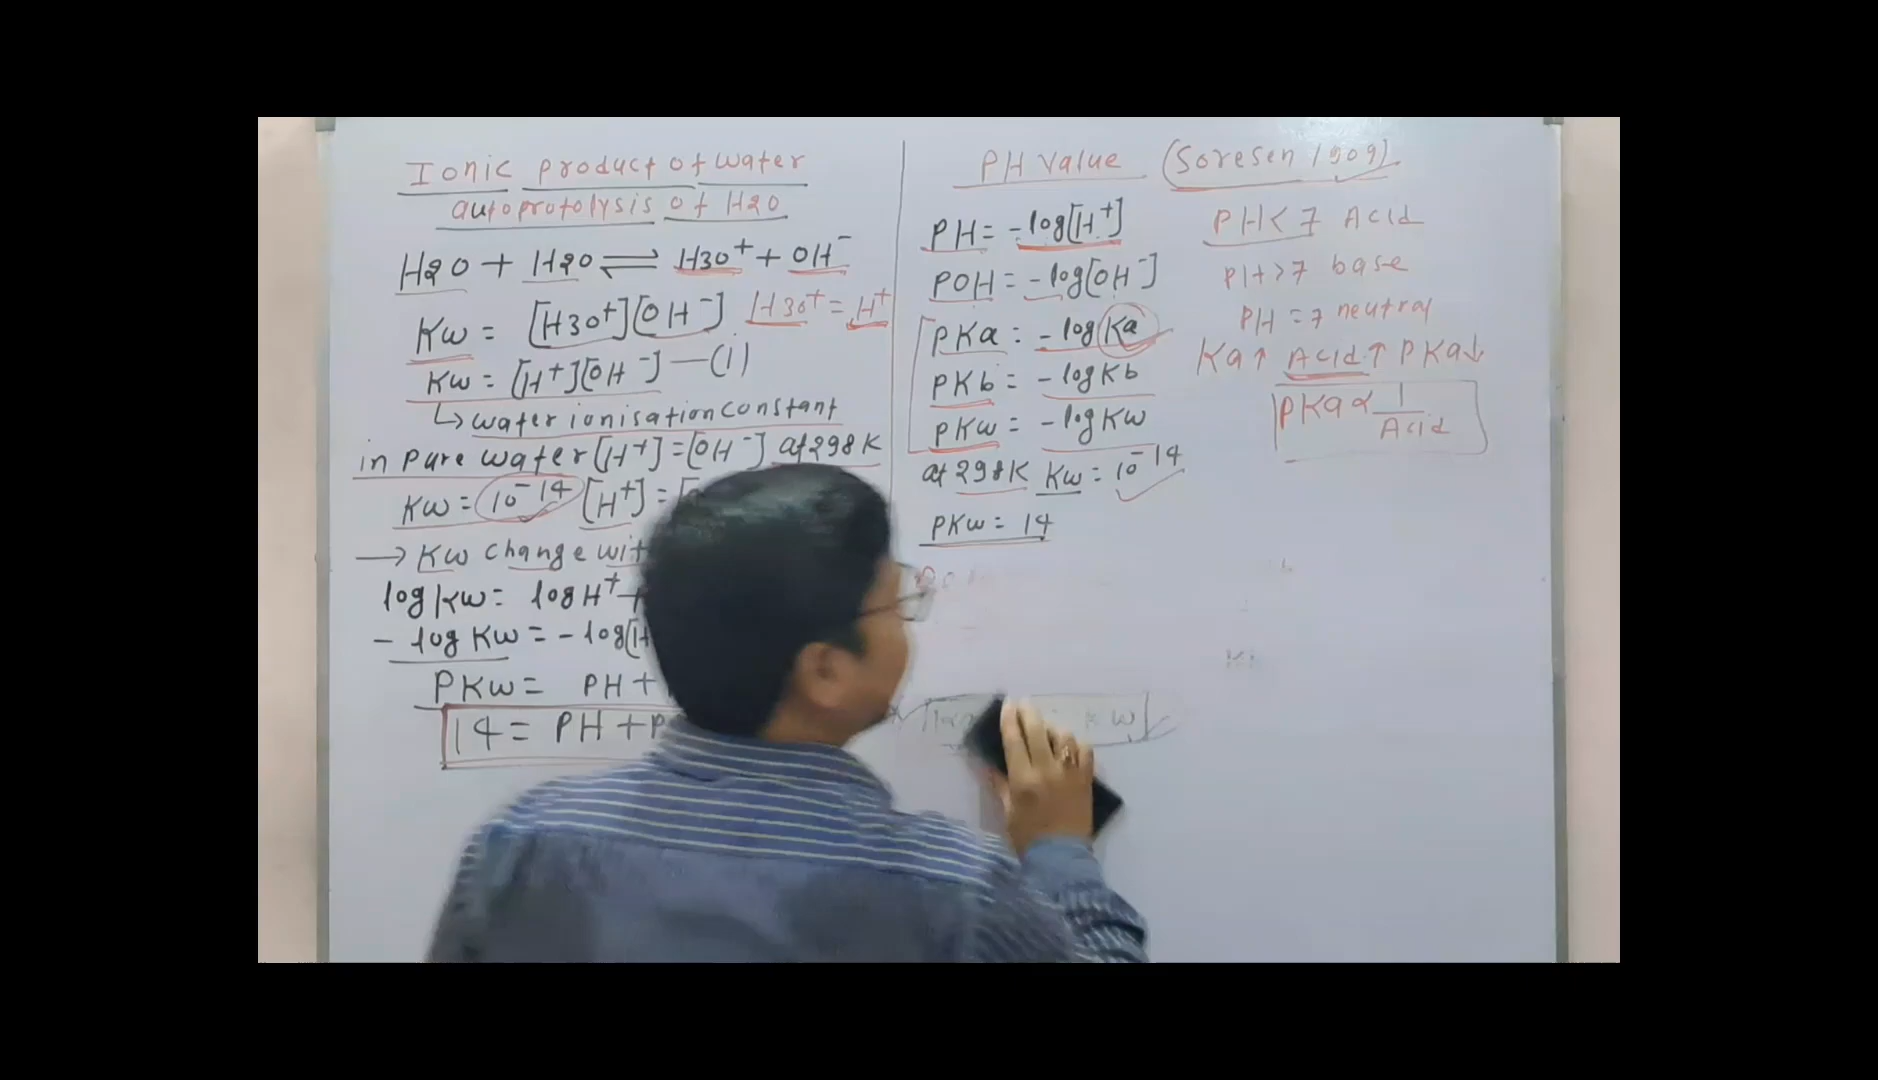 Ionic product of water
autoprotolysis of H2O
H2O + H2O ⇌ H3O⁺ + OH⁻
Kw = [H3O⁺][OH⁻] H3O⁺ = H⁺
Kw = [H⁺][OH⁻] —(1)
↳ water ionisation constant
in pure water [H⁺] = [OH⁻] at 298 K
Kw = 10⁻¹⁴ [H⁺] = [
→ Kw change wit
log Kw = log H⁺ +
- log Kw = - log[H
PKw = PH +
14 = PH + P
PH value (Soresen 1909)
PH = -log[H⁺]
POH = -log[OH⁻]
PKa = -log Ka
PKb = -log Kb
PKw = -log Kw
at 298K Kw = 10⁻¹⁴
PKw = 14
Kw
PH < 7 Acid
PH > 7 base
PH = 7 neutral
Ka↑ Acid↑ PKa↓
PKa ∝ 1/Acid